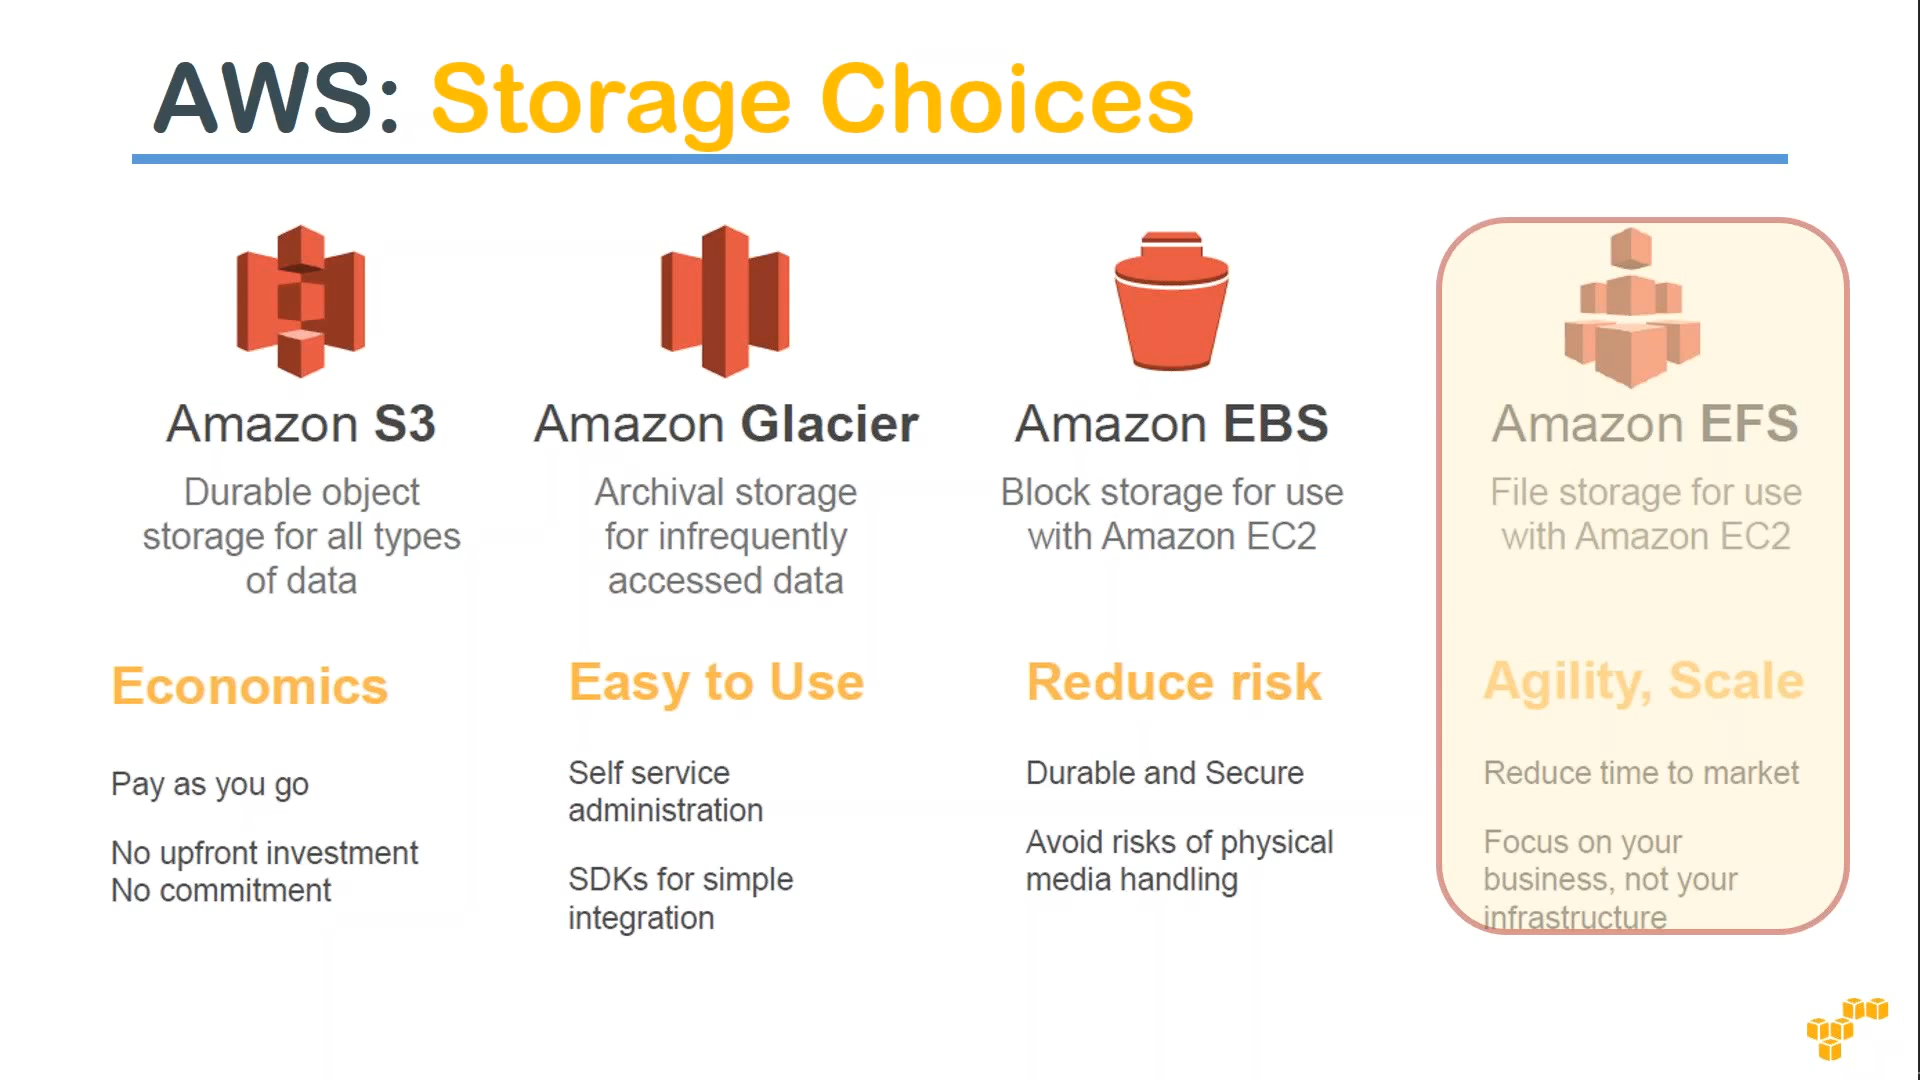 AWS: Storage Choices
Amazon S3
Durable object
storage for all types
of data
Amazon Glacier
Archival storage
for infrequently
accessed data
Amazon EBS
Block storage for use
with Amazon EC2
Amazon EFS
File storage for use
with Amazon EC2
Economics
Pay as you go
No upfront investment
No commitment
Easy to Use
Self service
administration
SDKs for simple
integration
Reduce risk
Durable and Secure
Avoid risks of physical
media handling
Agility, Scale
Reduce time to market
Focus on your
business, not your
infrastructure